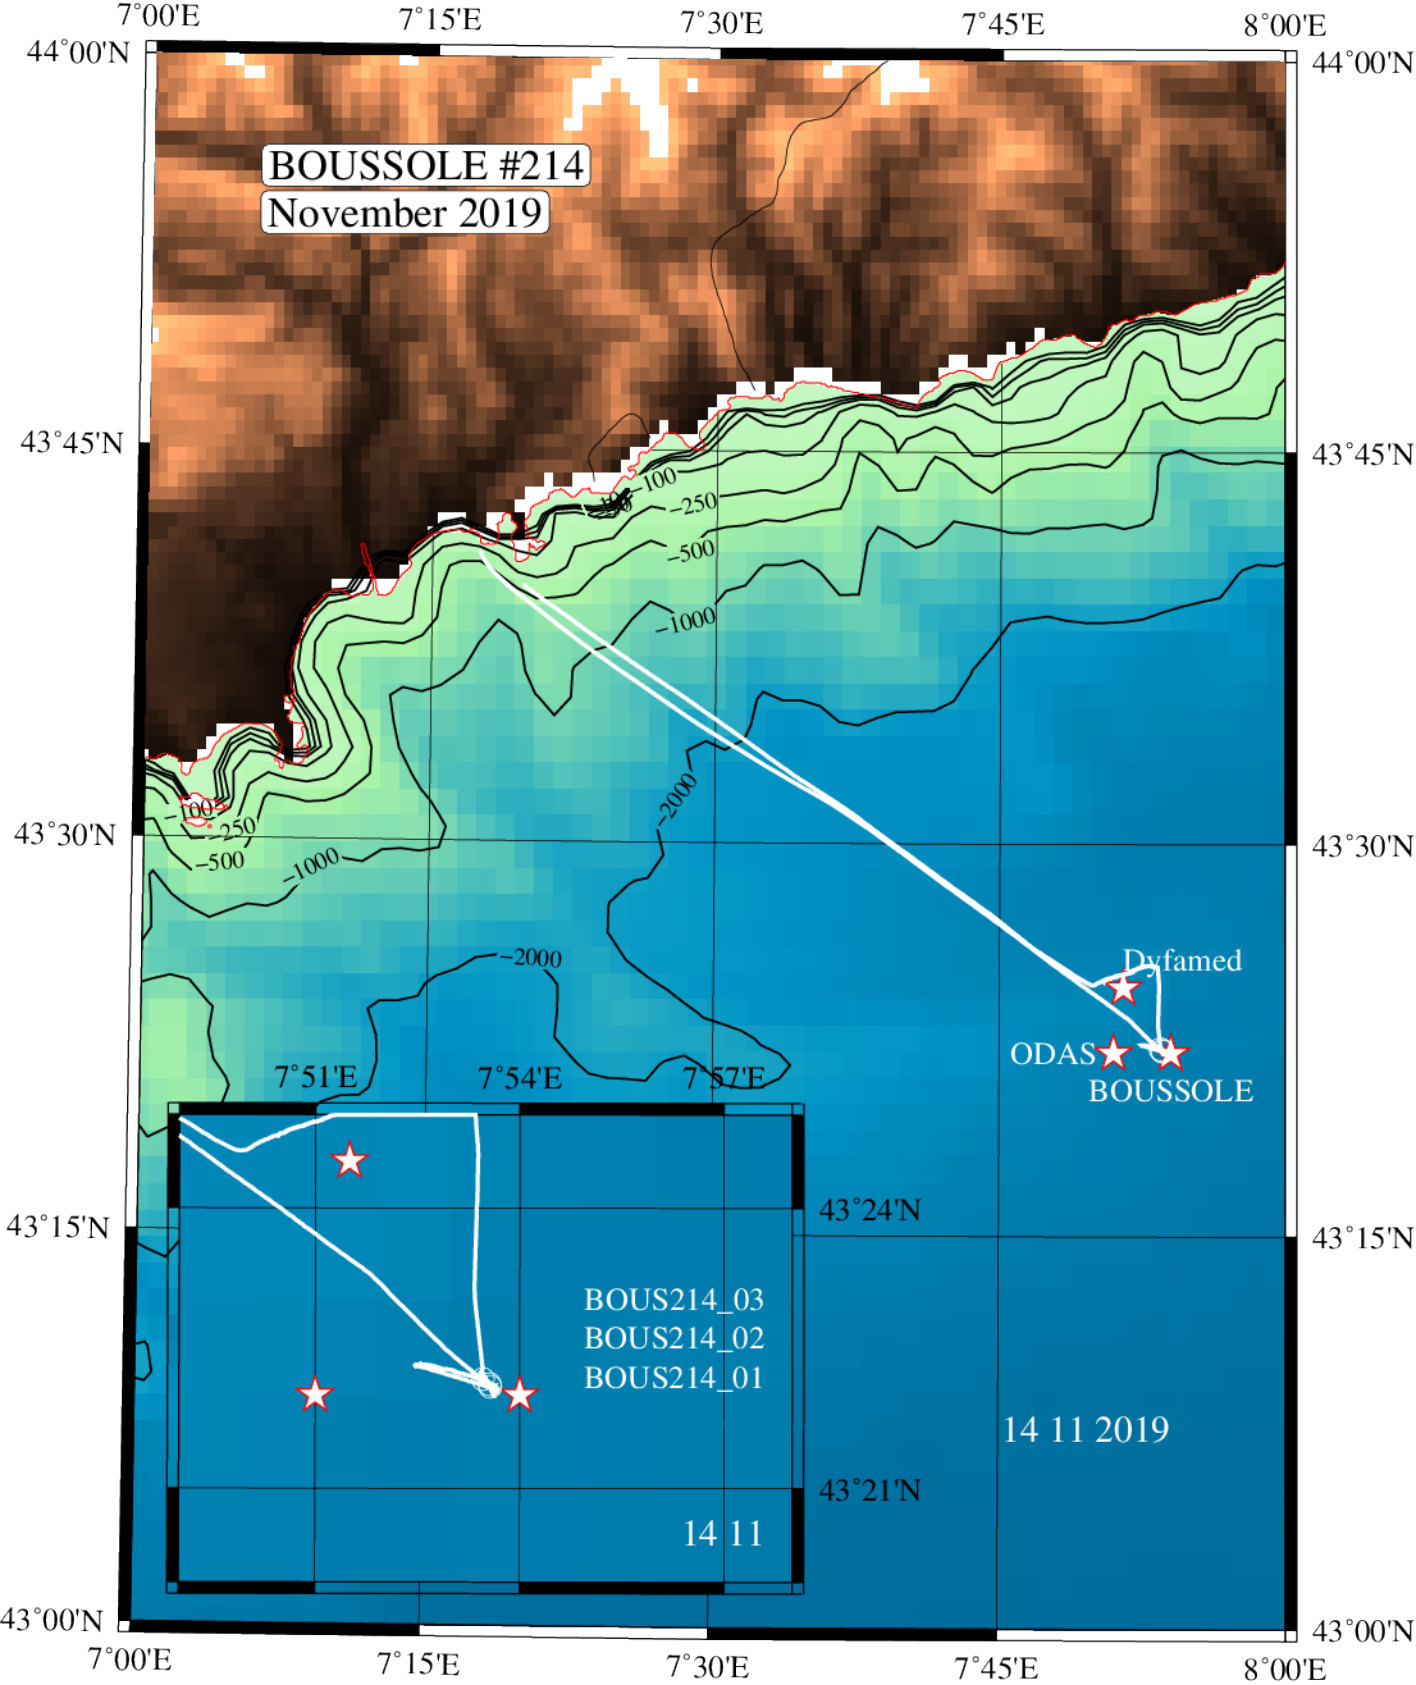 7°00'E 7°15'E 7°30'E 7°45'E 8°00'E
44°00'N 44°00'N
BOUSSOLE #214
November 2019
43°45'N 43°45'N
−100
−250
−500
−1000
−100
−250
−500
−1000
−2000
43°30'N 43°30'N
−2000
Dyfamed
ODAS
BOUSSOLE
7°51'E 7°54'E 7°57'E
43°24'N
43°15'N 43°15'N
BOUS214_03
BOUS214_02
BOUS214_01
14 11 2019
43°21'N
14 11
43°00'N 43°00'N
7°00'E 7°15'E 7°30'E 7°45'E 8°00'E